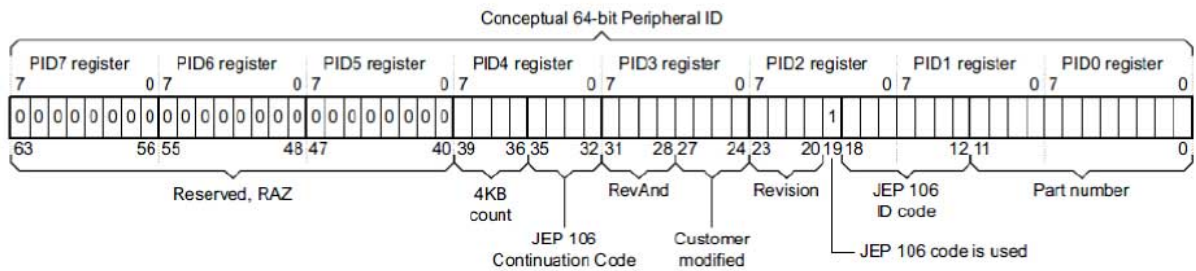 Conceptual 64-bit Peripheral ID
PID7 register PID6 register PID5 register PID4 register PID3 register PID2 register PID1 register PID0 register
7 0 7 0 7 0 7 0 7 0 7 0 7 0 7 0
0 0 0 0 0 0 0 0 0 0 0 0 0 0 0 0 0 0 0 0 0 0 0 0 1
63 56 55 48 47 40 39 36 35 32 31 28 27 24 23 20 19 18 12 11 0
Reserved, RAZ 4KB count RevAnd Revision JEP 106 ID code Part number
JEP 106 Continuation Code Customer modified JEP 106 code is used